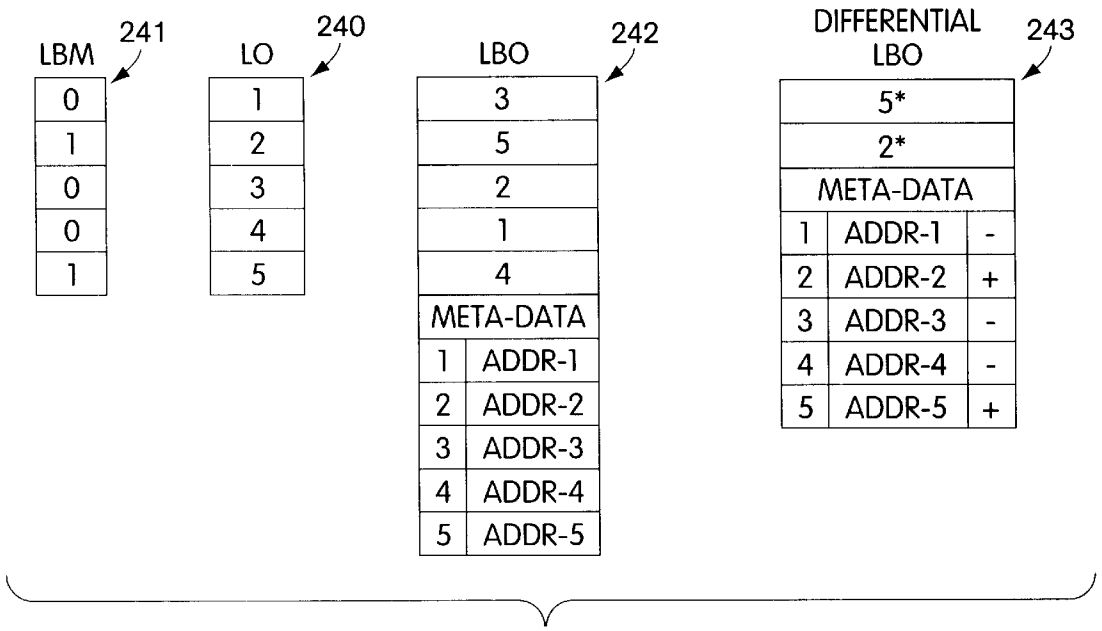 LBM 241
0
1
0
0
1
LO 240
1
2
3
4
5
LBO 242
3
5
2
1
4
META-DATA
1 ADDR-1
2 ADDR-2
3 ADDR-3
4 ADDR-4
5 ADDR-5
DIFFERENTIAL
LBO 243
5*
2*
META-DATA
1 ADDR-1 -
2 ADDR-2 +
3 ADDR-3 -
4 ADDR-4 -
5 ADDR-5 +